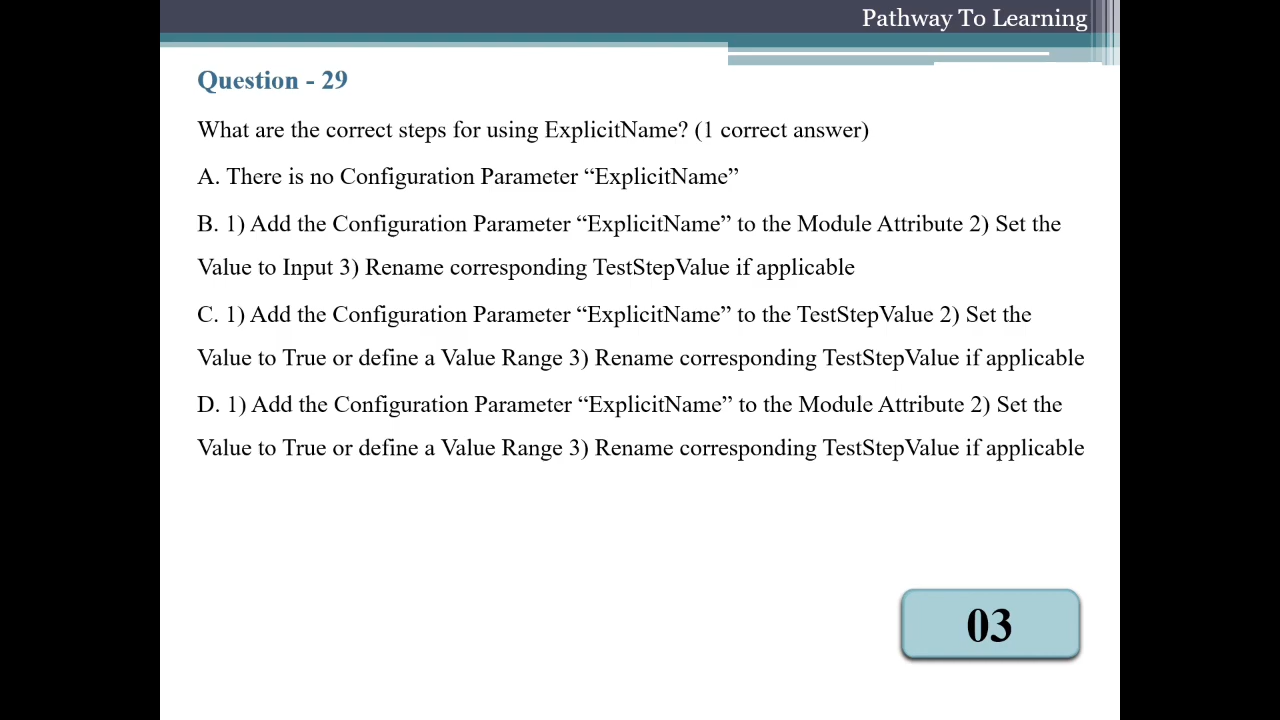 Pathway To Learning
Question - 29
What are the correct steps for using ExplicitName? (1 correct answer)
A. There is no Configuration Parameter “ExplicitName”
B. 1) Add the Configuration Parameter “ExplicitName” to the Module Attribute 2) Set the
Value to Input 3) Rename corresponding TestStepValue if applicable
C. 1) Add the Configuration Parameter “ExplicitName” to the TestStepValue 2) Set the
Value to True or define a Value Range 3) Rename corresponding TestStepValue if applicable
D. 1) Add the Configuration Parameter “ExplicitName” to the Module Attribute 2) Set the
Value to True or define a Value Range 3) Rename corresponding TestStepValue if applicable
03